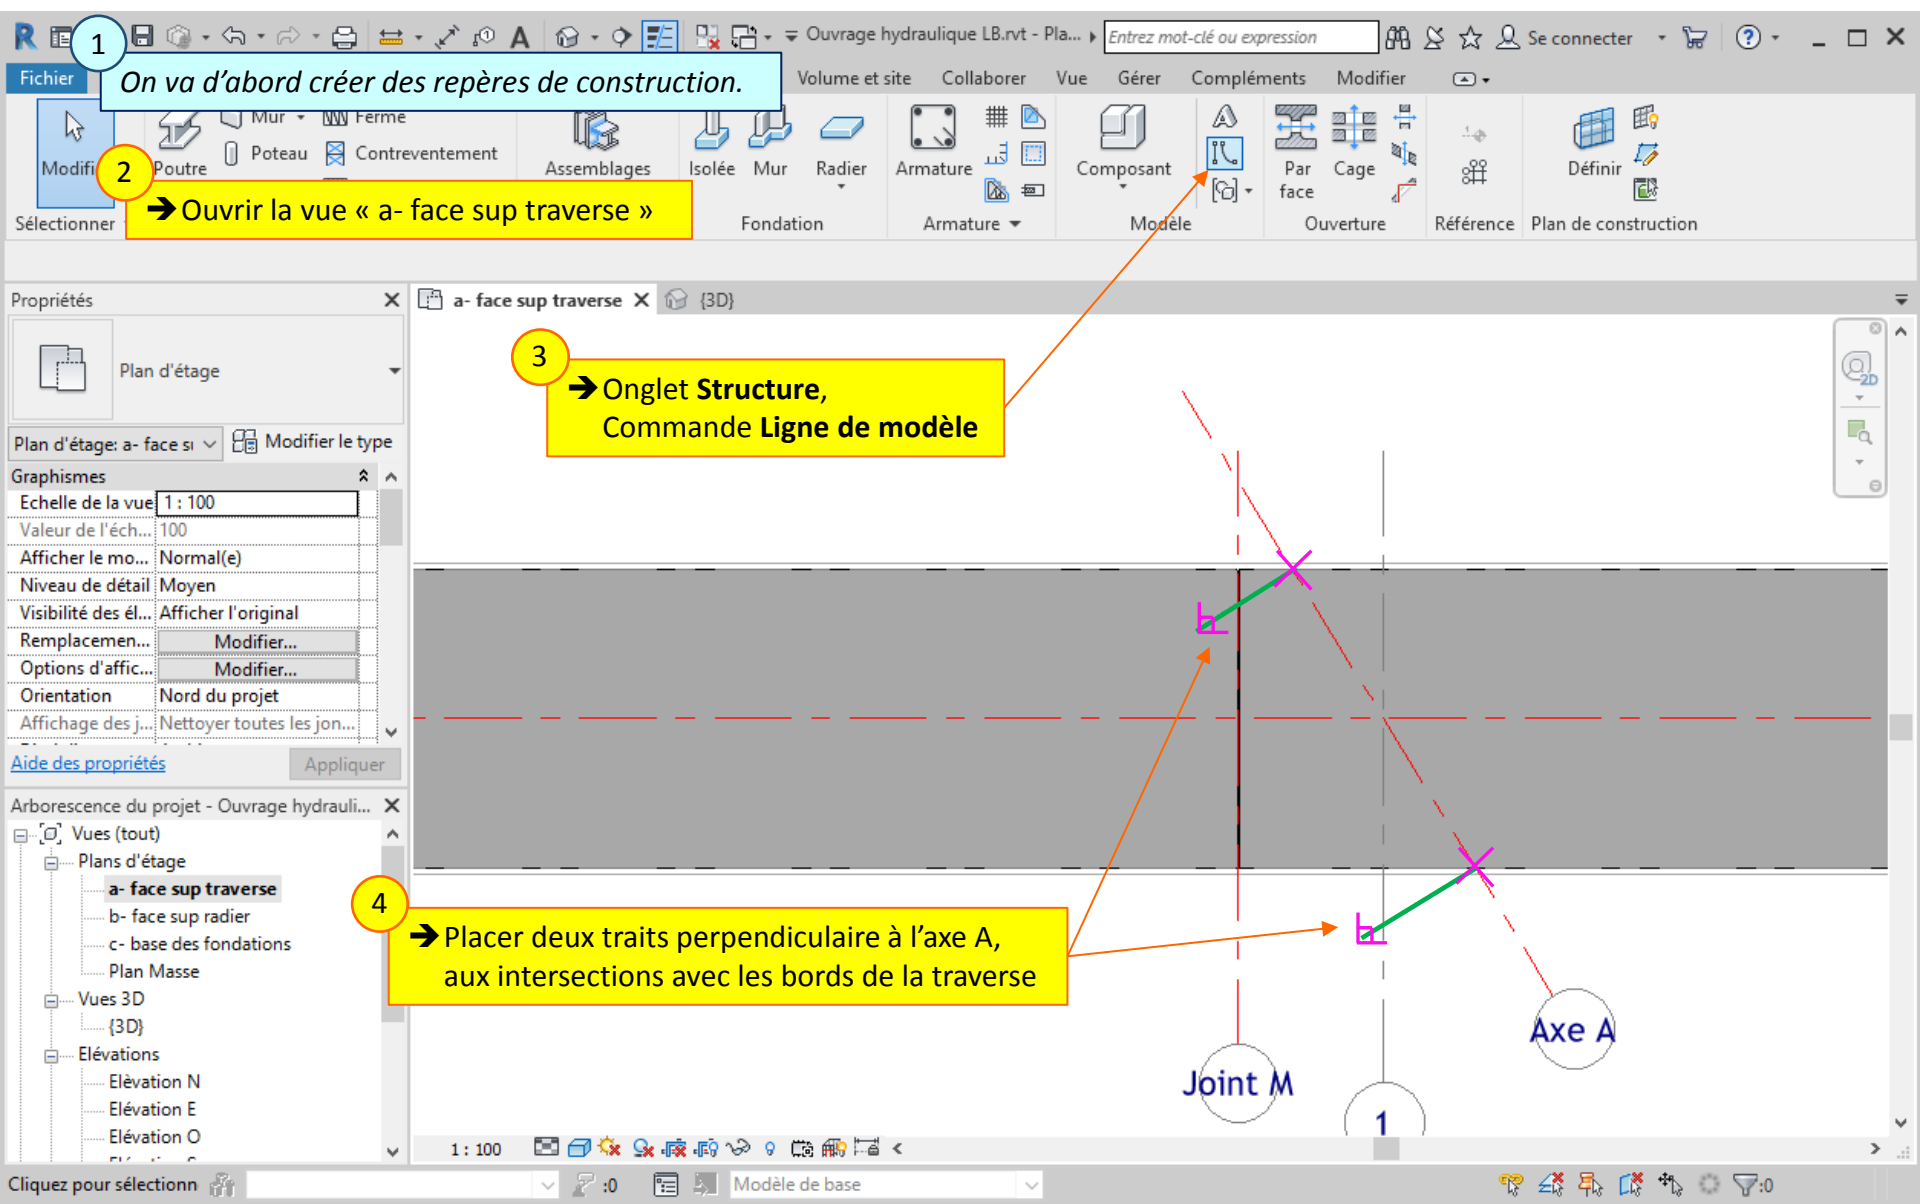 Ouvrage hydraulique LB.rvt - Pla...
Entrez mot-clé ou expression
Se connecter
1
On va d’abord créer des repères de construction.
Fichier
Volume et site
Collaborer
Vue
Gérer
Compléments
Modifier
Mur
Ferme
Poteau
Contreventement
Modifi
Poutre
Assemblages
Isolée
Mur
Radier
Armature
Composant
Par face
Cage
Définir
2
➔ Ouvrir la vue « a- face sup traverse »
Sélectionner
Fondation
Armature
Modèle
Ouverture
Référence
Plan de construction
Propriétés
a- face sup traverse
{3D}
Plan d'étage
3
➔ Onglet Structure,
Commande Ligne de modèle
2D
Plan d'étage: a- face su
Modifier le type
Graphismes
Echelle de la vue 1 : 100
Valeur de l'éch... 100
Afficher le mo... Normal(e)
Niveau de détail Moyen
Visibilité des él... Afficher l'original
Remplacemen... Modifier...
Options d'affic... Modifier...
Orientation Nord du projet
Affichage des j... Nettoyer toutes les jon...
Aide des propriétés
Appliquer
Arborescence du projet - Ouvrage hydrauli...
Vues (tout)
Plans d'étage
a- face sup traverse
b- face sup radier
c- base des fondations
Plan Masse
Vues 3D
{3D}
Elévations
Elèvation N
Elévation E
Elévation O
4
➔ Placer deux traits perpendiculaire à l’axe A,
aux intersections avec les bords de la traverse
Axe A
Joint M
1
1 : 100
Cliquez pour sélectionn
:0
Modèle de base
:0